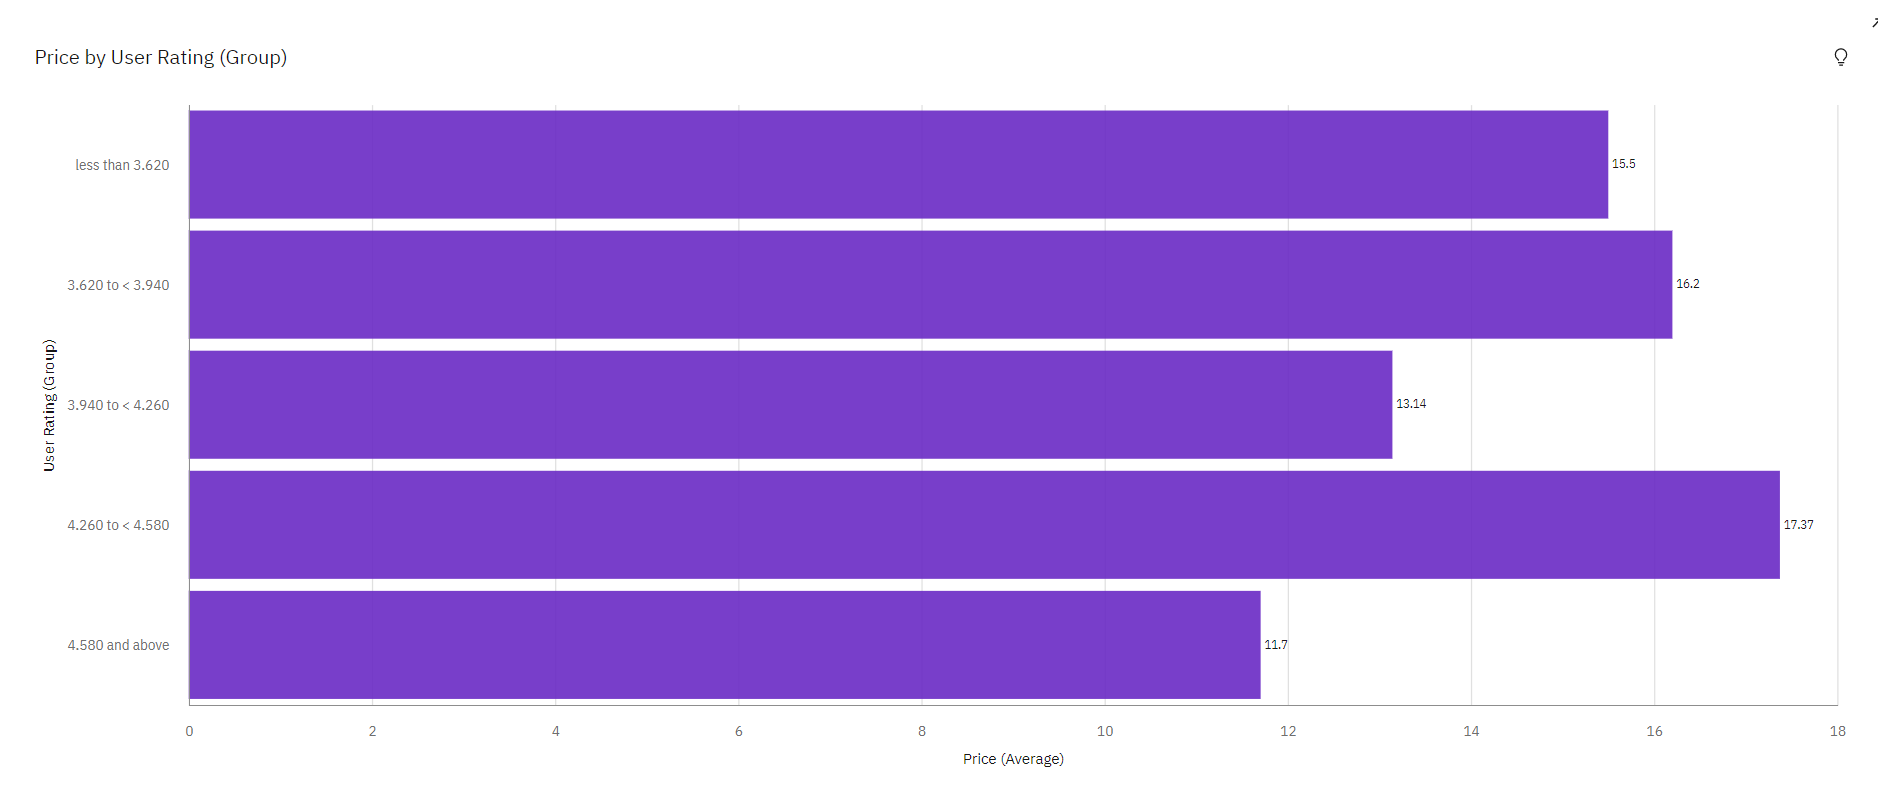 Price by User Rating (Group)
User Rating (Group)
less than 3.620
15.5
3.620 to < 3.940
16.2
3.940 to < 4.260
13.14
4.260 to < 4.580
17.37
4.580 and above
11.7
0 2 4 6 8 10 12 14 16 18
Price (Average)